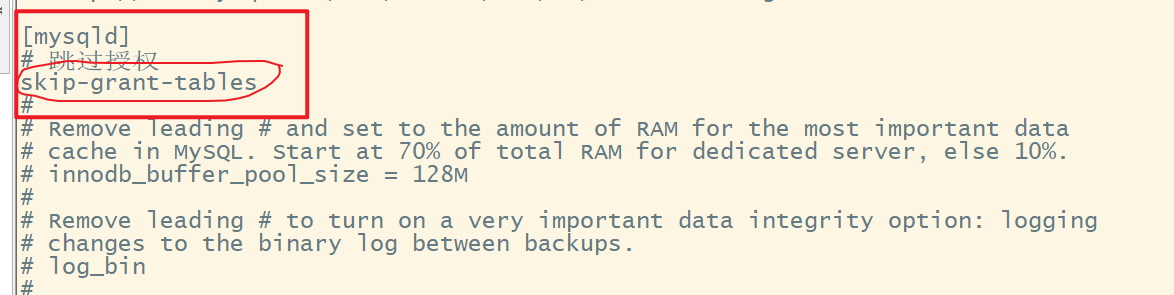 [mysqld]
# 跳过授权
skip-grant-tables
#
# Remove leading # and set to the amount of RAM for the most important data
# cache in MySQL. Start at 70% of total RAM for dedicated server, else 10%.
# innodb_buffer_pool_size = 128M
#
# Remove leading # to turn on a very important data integrity option: logging
# changes to the binary log between backups.
# log_bin
#